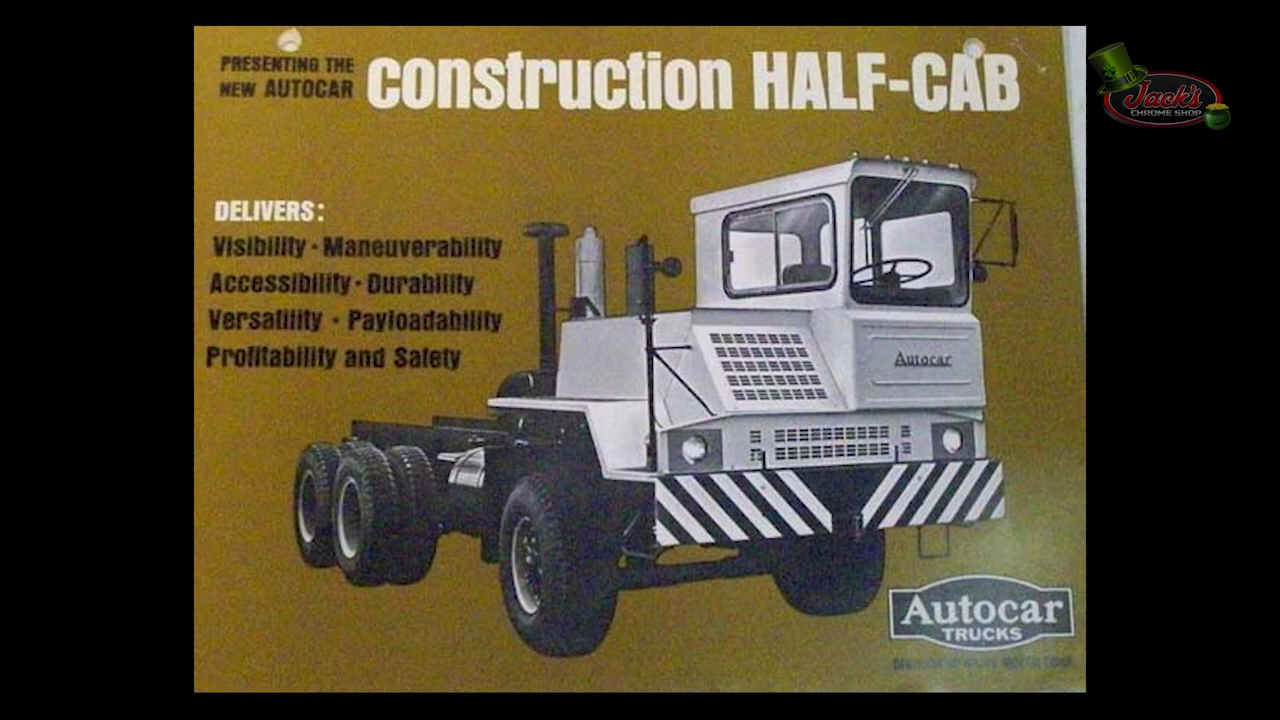 PRESENTING THE
NEW AUTOCAR
construction HALF-CAB
DELIVERS:
Visibility · Maneuverability
Accessibility · Durability
Versatility · Payloadability
Profitability and Safety
Autocar
Autocar
TRUCKS
Jack's
CHROME SHOP